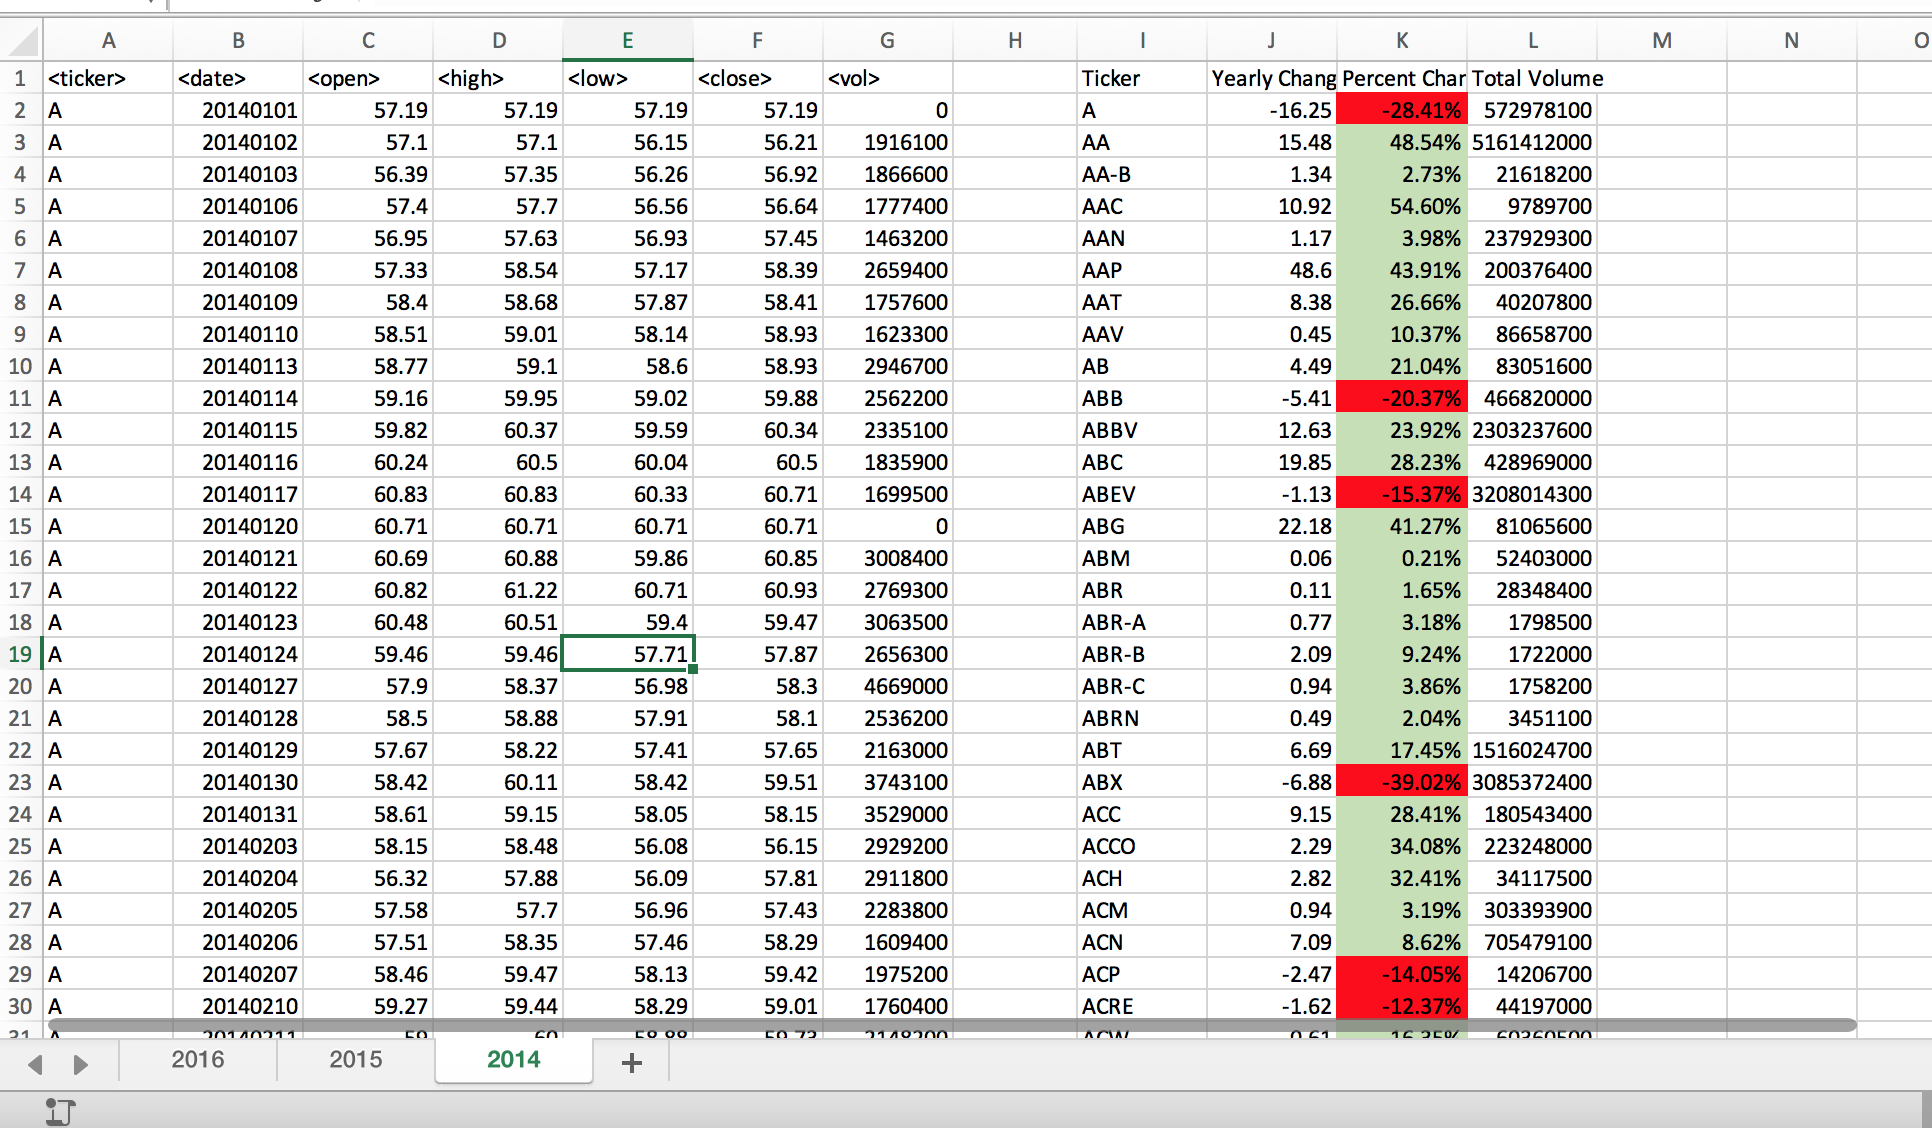 A B C D E F G H I J K L M N O
1 <ticker> <date> <open> <high> <low> <close> <vol> Ticker Yearly Chang Percent Char Total Volume
2 A 20140101 57.19 57.19 57.19 57.19 0 A -16.25 -28.41% 572978100
3 A 20140102 57.1 57.1 56.15 56.21 1916100 AA 15.48 48.54% 5161412000
4 A 20140103 56.39 57.35 56.26 56.92 1866600 AA-B 1.34 2.73% 21618200
5 A 20140106 57.4 57.7 56.56 56.64 1777400 AAC 10.92 54.60% 9789700
6 A 20140107 56.95 57.63 56.93 57.45 1463200 AAN 1.17 3.98% 237929300
7 A 20140108 57.33 58.54 57.17 58.39 2659400 AAP 48.6 43.91% 200376400
8 A 20140109 58.4 58.68 57.87 58.41 1757600 AAT 8.38 26.66% 40207800
9 A 20140110 58.51 59.01 58.14 58.93 1623300 AAV 0.45 10.37% 86658700
10 A 20140113 58.77 59.1 58.6 58.93 2946700 AB 4.49 21.04% 83051600
11 A 20140114 59.16 59.95 59.02 59.88 2562200 ABB -5.41 -20.37% 466820000
12 A 20140115 59.82 60.37 59.59 60.34 2335100 ABBV 12.63 23.92% 2303237600
13 A 20140116 60.24 60.5 60.04 60.5 1835900 ABC 19.85 28.23% 428969000
14 A 20140117 60.83 60.83 60.33 60.71 1699500 ABEV -1.13 -15.37% 3208014300
15 A 20140120 60.71 60.71 60.71 60.71 0 ABG 22.18 41.27% 81065600
16 A 20140121 60.69 60.88 59.86 60.85 3008400 ABM 0.06 0.21% 52403000
17 A 20140122 60.82 61.22 60.71 60.93 2769300 ABR 0.11 1.65% 28348400
18 A 20140123 60.48 60.51 59.4 59.47 3063500 ABR-A 0.77 3.18% 1798500
19 A 20140124 59.46 59.46 57.71 57.87 2656300 ABR-B 2.09 9.24% 1722000
20 A 20140127 57.9 58.37 56.98 58.3 4669000 ABR-C 0.94 3.86% 1758200
21 A 20140128 58.5 58.88 57.91 58.1 2536200 ABRN 0.49 2.04% 3451100
22 A 20140129 57.67 58.22 57.41 57.65 2163000 ABT 6.69 17.45% 1516024700
23 A 20140130 58.42 60.11 58.42 59.51 3743100 ABX -6.88 -39.02% 3085372400
24 A 20140131 58.61 59.15 58.05 58.15 3529000 ACC 9.15 28.41% 180543400
25 A 20140203 58.15 58.48 56.08 56.15 2929200 ACCO 2.29 34.08% 223248000
26 A 20140204 56.32 57.88 56.09 57.81 2911800 ACH 2.82 32.41% 34117500
27 A 20140205 57.58 57.7 56.96 57.43 2283800 ACM 0.94 3.19% 303393900
28 A 20140206 57.51 58.35 57.46 58.29 1609400 ACN 7.09 8.62% 705479100
29 A 20140207 58.46 59.47 58.13 59.42 1975200 ACP -2.47 -14.05% 14206700
30 A 20140210 59.27 59.44 58.29 59.01 1760400 ACRE -1.62 -12.37% 44197000
2016 2015 2014 +